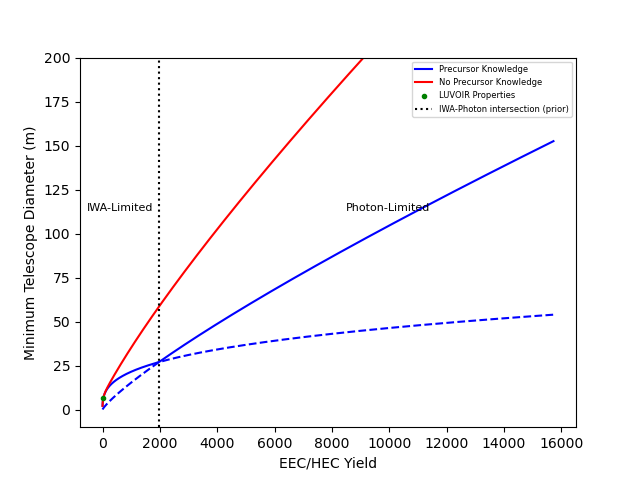 200
175
150
125
100
75
50
25
0
Minimum Telescope Diameter (m)
Precursor Knowledge
No Precursor Knowledge
LUVOIR Properties
IWA-Photon intersection (prior)
IWA-Limited
Photon-Limited
0 2000 4000 6000 8000 10000 12000 14000 16000
EEC/HEC Yield